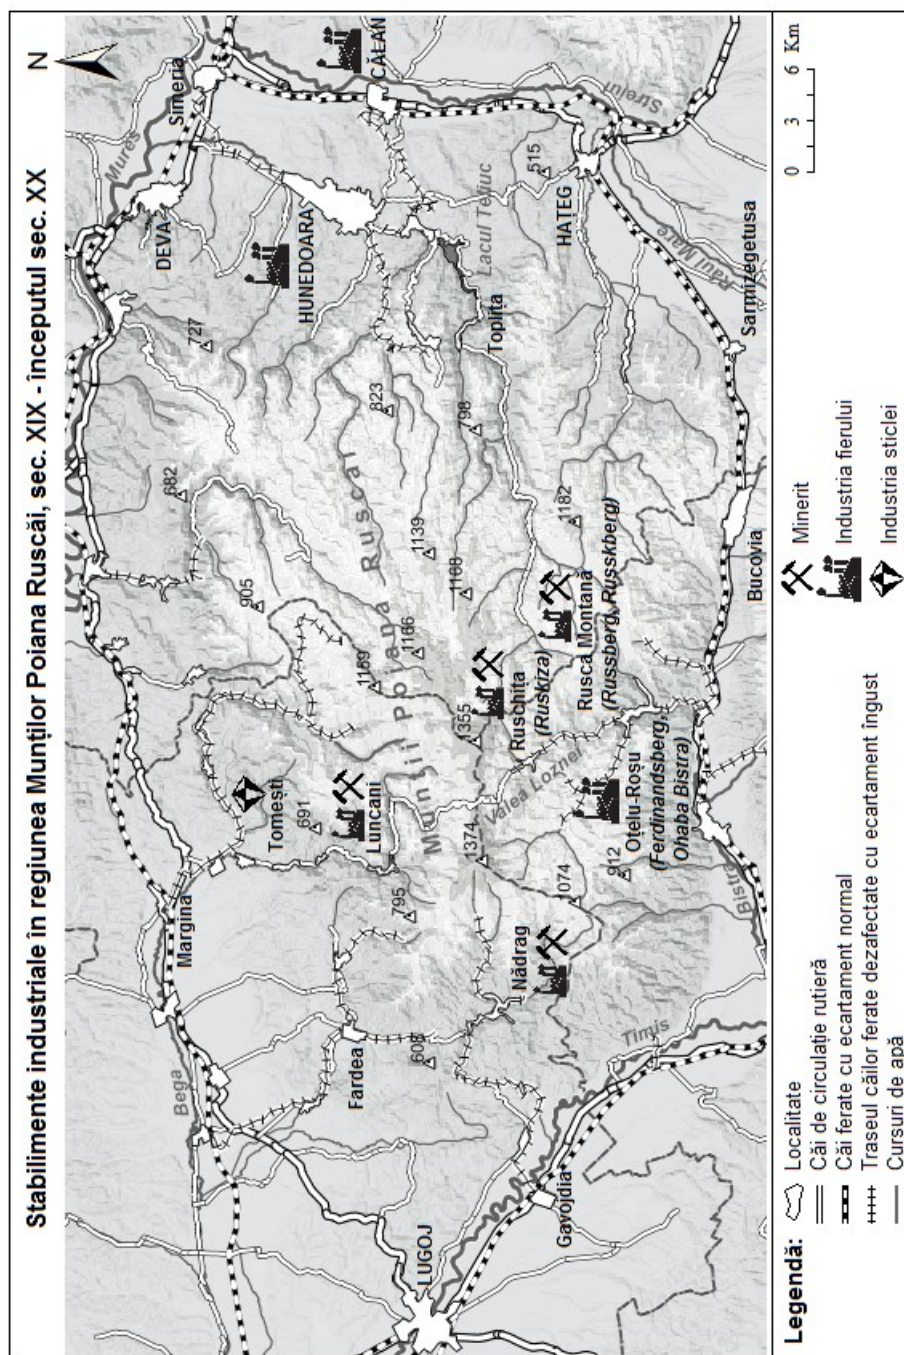 Stabilimente industriale în regiunea Munților Poiana Ruscăi, sec. XIX - începutul sec. XX
N
Mureș
Simeria
DEVA
CĂLAN
HUNEDOARA
Streiul
Lacul Teliuc
Toplița
HAȚEG
515
Râul Mare
Sarmizegetusa
727
823
798
682
905
1139
1168
1182
1166
1169
1355
Munții Poiana Ruscăi
Rusca Montană
(Russberg, Russkberg)
Ruschița
(Ruskiza)
Bucovia
Margina
Tomești
691
Luncani
795
1374
Valea Loznei
Oțelu-Roșu
(Ferdinandsberg,
Ohaba Bistra)
912
1074
Bistra
Nădrag
Bega
Fardea
608
Timiș
Gavojdia
LUGOJ
Legendă:
Localitate
Căi de circulație rutieră
Căi ferate cu ecartament normal
Traseul căilor ferate dezafectate cu ecartament îngust
Cursuri de apă
Minerit
Industria fierului
Industria sticlei
0 3 6 Km